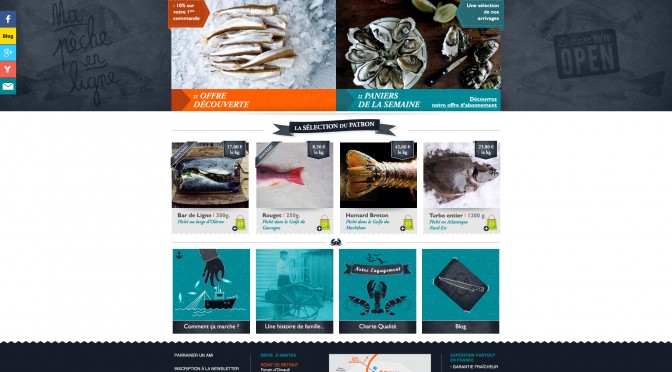 Ma
pêche
en
ligne
Blog
- 10% sur
votre 1ère
commande
Une sélection
de nos
arrivages
OPEN
:: OFFRE
DÉCOUVERTE
:: PANIERS
DE LA SEMAINE
Découvrez
notre offre d'abonnement
LA SÉLECTION DU PATRON
17,00 €
le kg
8,50 €
le kg
42,60 €
le kg
23,80 €
le kg
Bar de Ligne | 300g.
Pêché au large d'Oléron
Rouget / 250g.
Pêché dans le Golfe de
Gascogne
Homard Breton
Pêché dans le Golfe du
Morbihan
Turbo entier | 1200 g.
Pêché en Atlantique
Nord Est
Notre Engagement
Comment ça marche ?
Une histoire de famille...
Charte Qualité
Blog
PARRAINER UN AMI
INSCRIPTION À LA NEWSLETTER
DRIVE À NANTES
EXPÉDITION PARTOUT
EN FRANCE
- GARANTIE FRAÎCHEUR